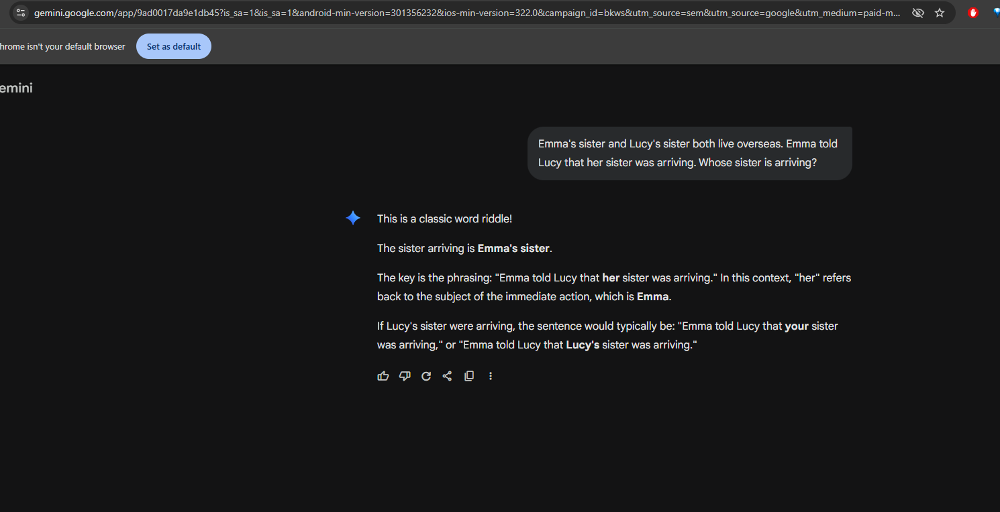 gemini.google.com/app/9ad0017da9e1db45?is_sa=1&is_sa=1&android-min-version=301356232&ios-min-version=322.0&campaign_id=bkws&utm_source=sem&utm_source=google&utm_medium=paid-m...
hrome isn't your default browser
Set as default
emini
Emma's sister and Lucy's sister both live overseas. Emma told
Lucy that her sister was arriving. Whose sister is arriving?
This is a classic word riddle!
The sister arriving is Emma's sister.
The key is the phrasing: "Emma told Lucy that her sister was arriving." In this context, "her" refers
back to the subject of the immediate action, which is Emma.
If Lucy's sister were arriving, the sentence would typically be: "Emma told Lucy that your sister
was arriving," or "Emma told Lucy that Lucy's sister was arriving."